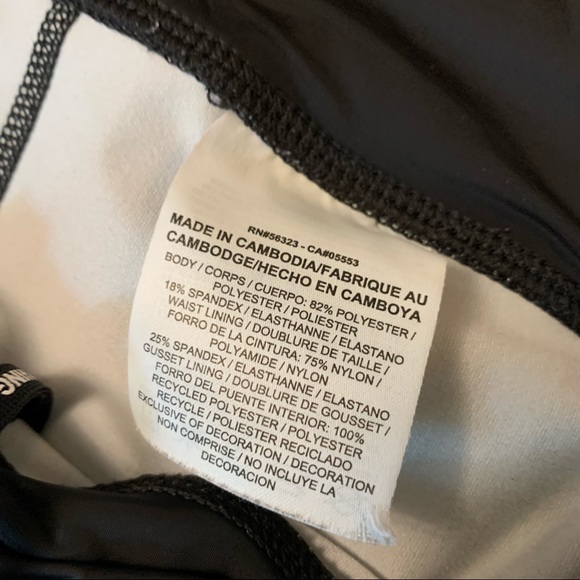 RN#56323 - CA#05553
MADE IN CAMBODIA/FABRIQUE AU
CAMBODGE/HECHO EN CAMBOYA
BODY / CORPS / CUERPO: 82% POLYESTER /
POLYESTER / POLIESTER
18% SPANDEX / ELASTHANNE / ELASTANO
WAIST LINING / DOUBLURE DE TAILLE /
FORRO DE LA CINTURA: 75% NYLON /
POLYAMIDE / NYLON
25% SPANDEX / ELASTHANNE / ELASTANO
GUSSET LINING / DOUBLURE DE GOUSSET /
FORRO DEL PUENTE INTERIOR: 100%
RECYCLED POLYESTER / POLYESTER
RECYCLE / POLIESTER RECICLADO
EXCLUSIVE OF DECORATION / DECORATION
NON COMPRISE / NO INCLUYE LA
DECORACION